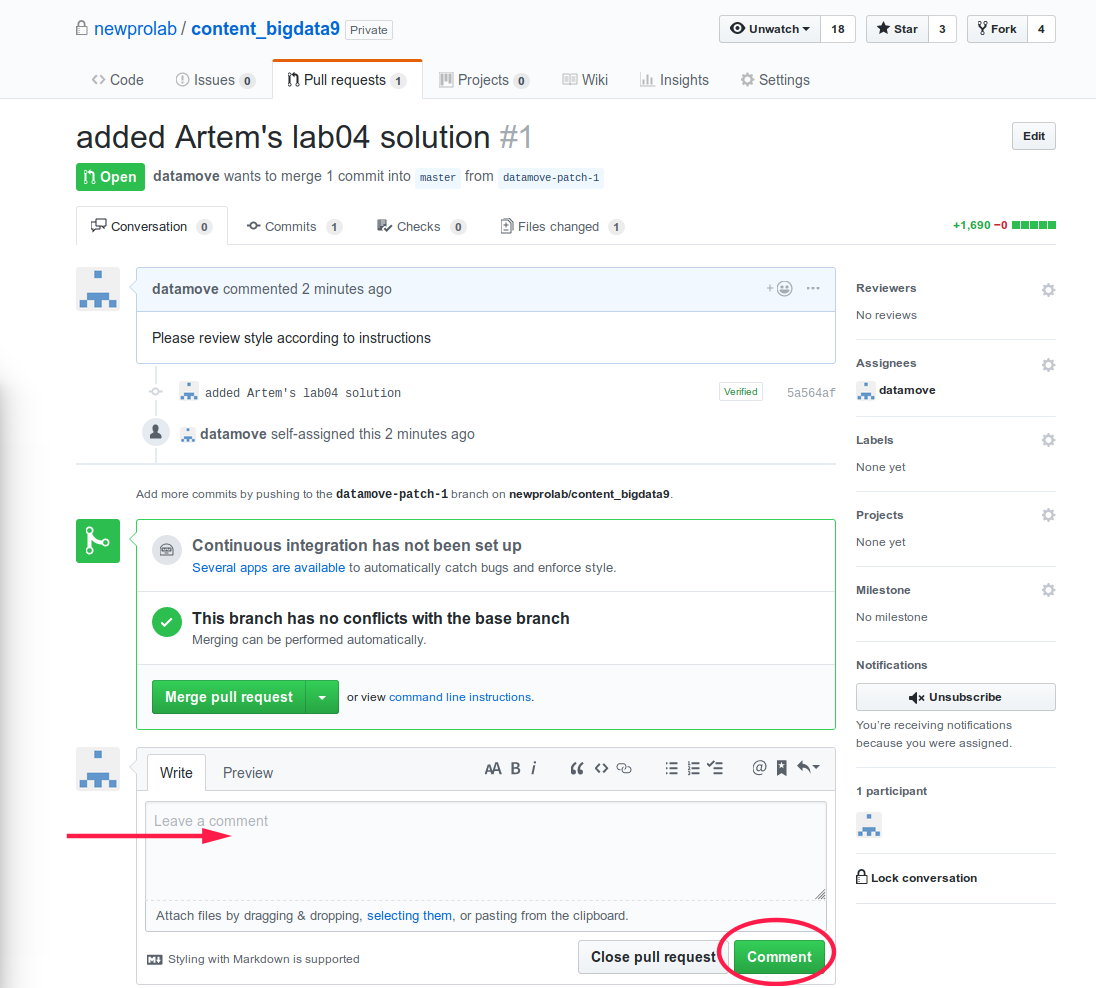 newprolab / content_bigdata9 Private
Unwatch 18 Star 3 Fork 4
Code Issues 0 Pull requests 1 Projects 0 Wiki Insights Settings
added Artem's lab04 solution #1
Edit
Open datamove wants to merge 1 commit into master from datamove-patch-1
Conversation 0 Commits 1 Checks 0 Files changed 1
+1,690 −0
datamove commented 2 minutes ago
Please review style according to instructions
added Artem's lab04 solution Verified 5a564af
datamove self-assigned this 2 minutes ago
Add more commits by pushing to the datamove-patch-1 branch on newprolab/content_bigdata9.
Continuous integration has not been set up
Several apps are available to automatically catch bugs and enforce style.
This branch has no conflicts with the base branch
Merging can be performed automatically.
Merge pull request or view command line instructions.
Write Preview
AA B i @
Leave a comment
Attach files by dragging & dropping, selecting them, or pasting from the clipboard.
Styling with Markdown is supported
Close pull request Comment
Reviewers
No reviews
Assignees
datamove
Labels
None yet
Projects
None yet
Milestone
No milestone
Notifications
Unsubscribe
You're receiving notifications
because you were assigned.
1 participant
Lock conversation